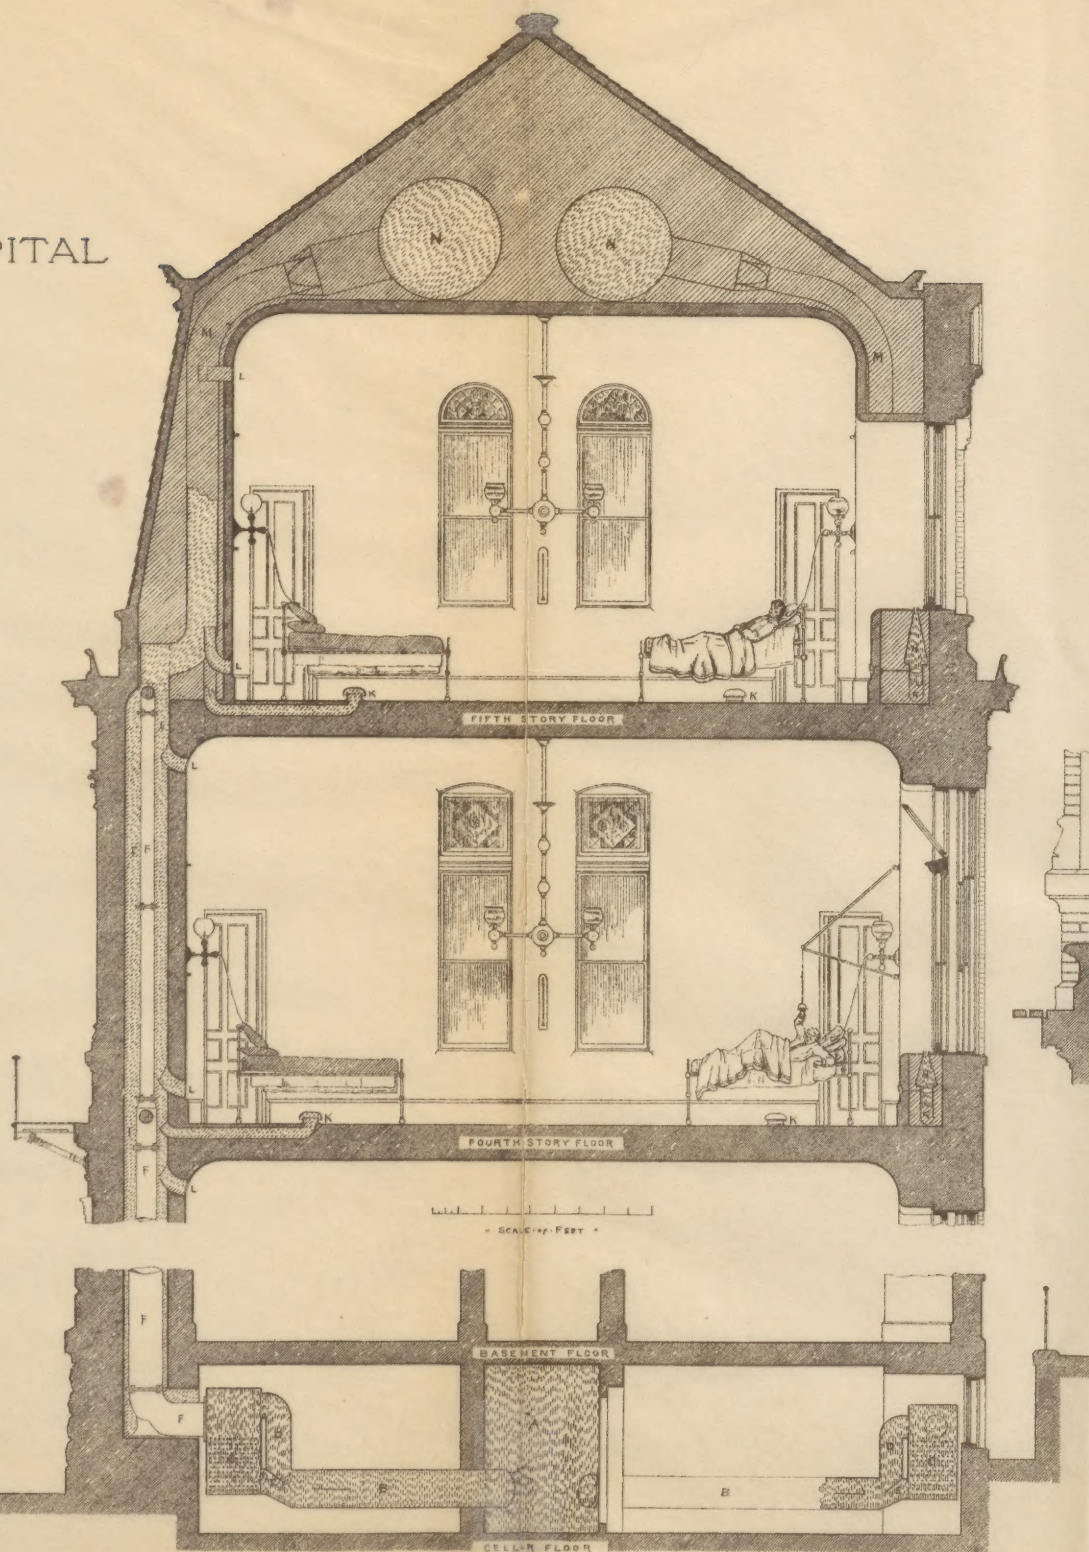 PITAL
N N
M M
L
L
K K
FIFTH STORY FLOOR
L
F
L
K K
FOURTH STORY FLOOR
F
L
SCALE OF FEET
F
BASEMENT FLOOR
F
B
A
B
B
CELLAR FLOOR